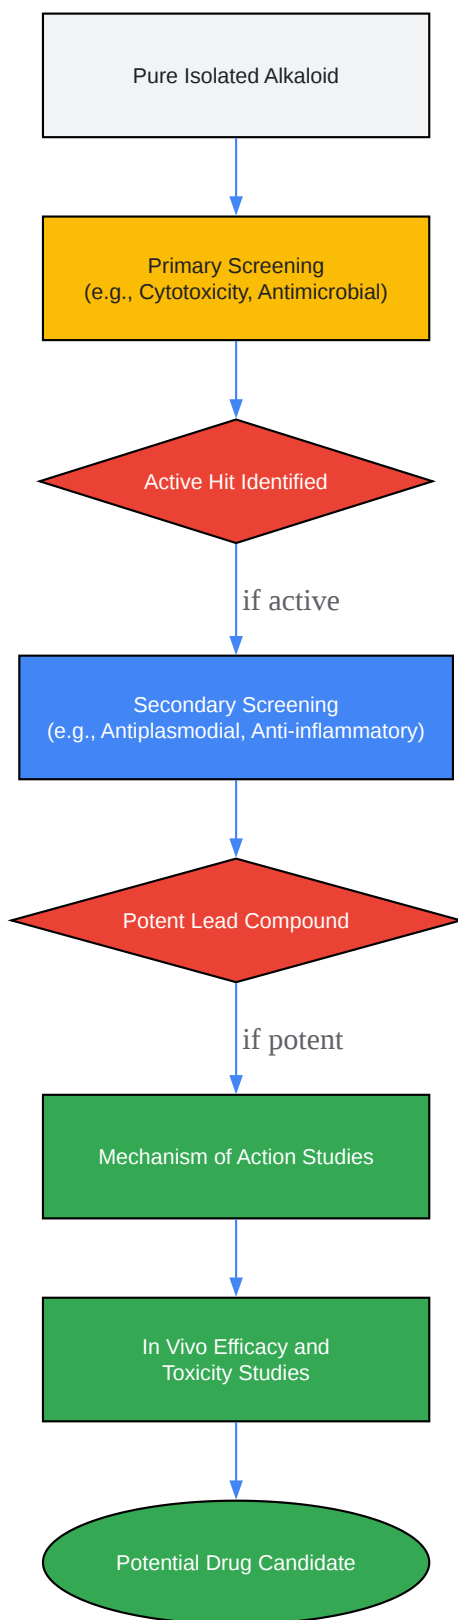 Pure Isolated Alkaloid
Primary Screening
(e.g., Cytotoxicity, Antimicrobial)
Active Hit Identified
if active
Secondary Screening
(e.g., Antiplasmodial, Anti-inflammatory)
Potent Lead Compound
if potent
Mechanism of Action Studies
In Vivo Efficacy and
Toxicity Studies
Potential Drug Candidate